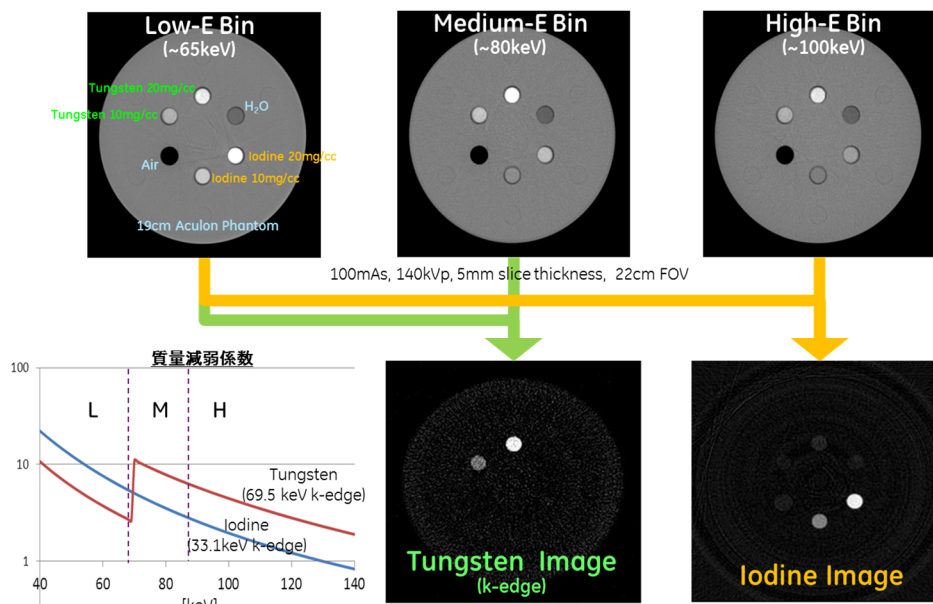 Low-E Bin
(~65keV)
Medium-E Bin
(~80keV)
High-E Bin
(~100keV)
Tungsten 20mg/cc
Tungsten 10mg/cc
H₂O
Air
Iodine 20mg/cc
Iodine 10mg/cc
19cm Aculon Phantom
100mAs, 140kVp, 5mm slice thickness, 22cm FOV
質量減弱係数
100
10
1
L
M
H
Tungsten
(69.5 keV k-edge)
Iodine
(33.1keV k-edge)
40
60
80
100
120
140
[keV]
Tungsten Image
(k-edge)
Iodine Image